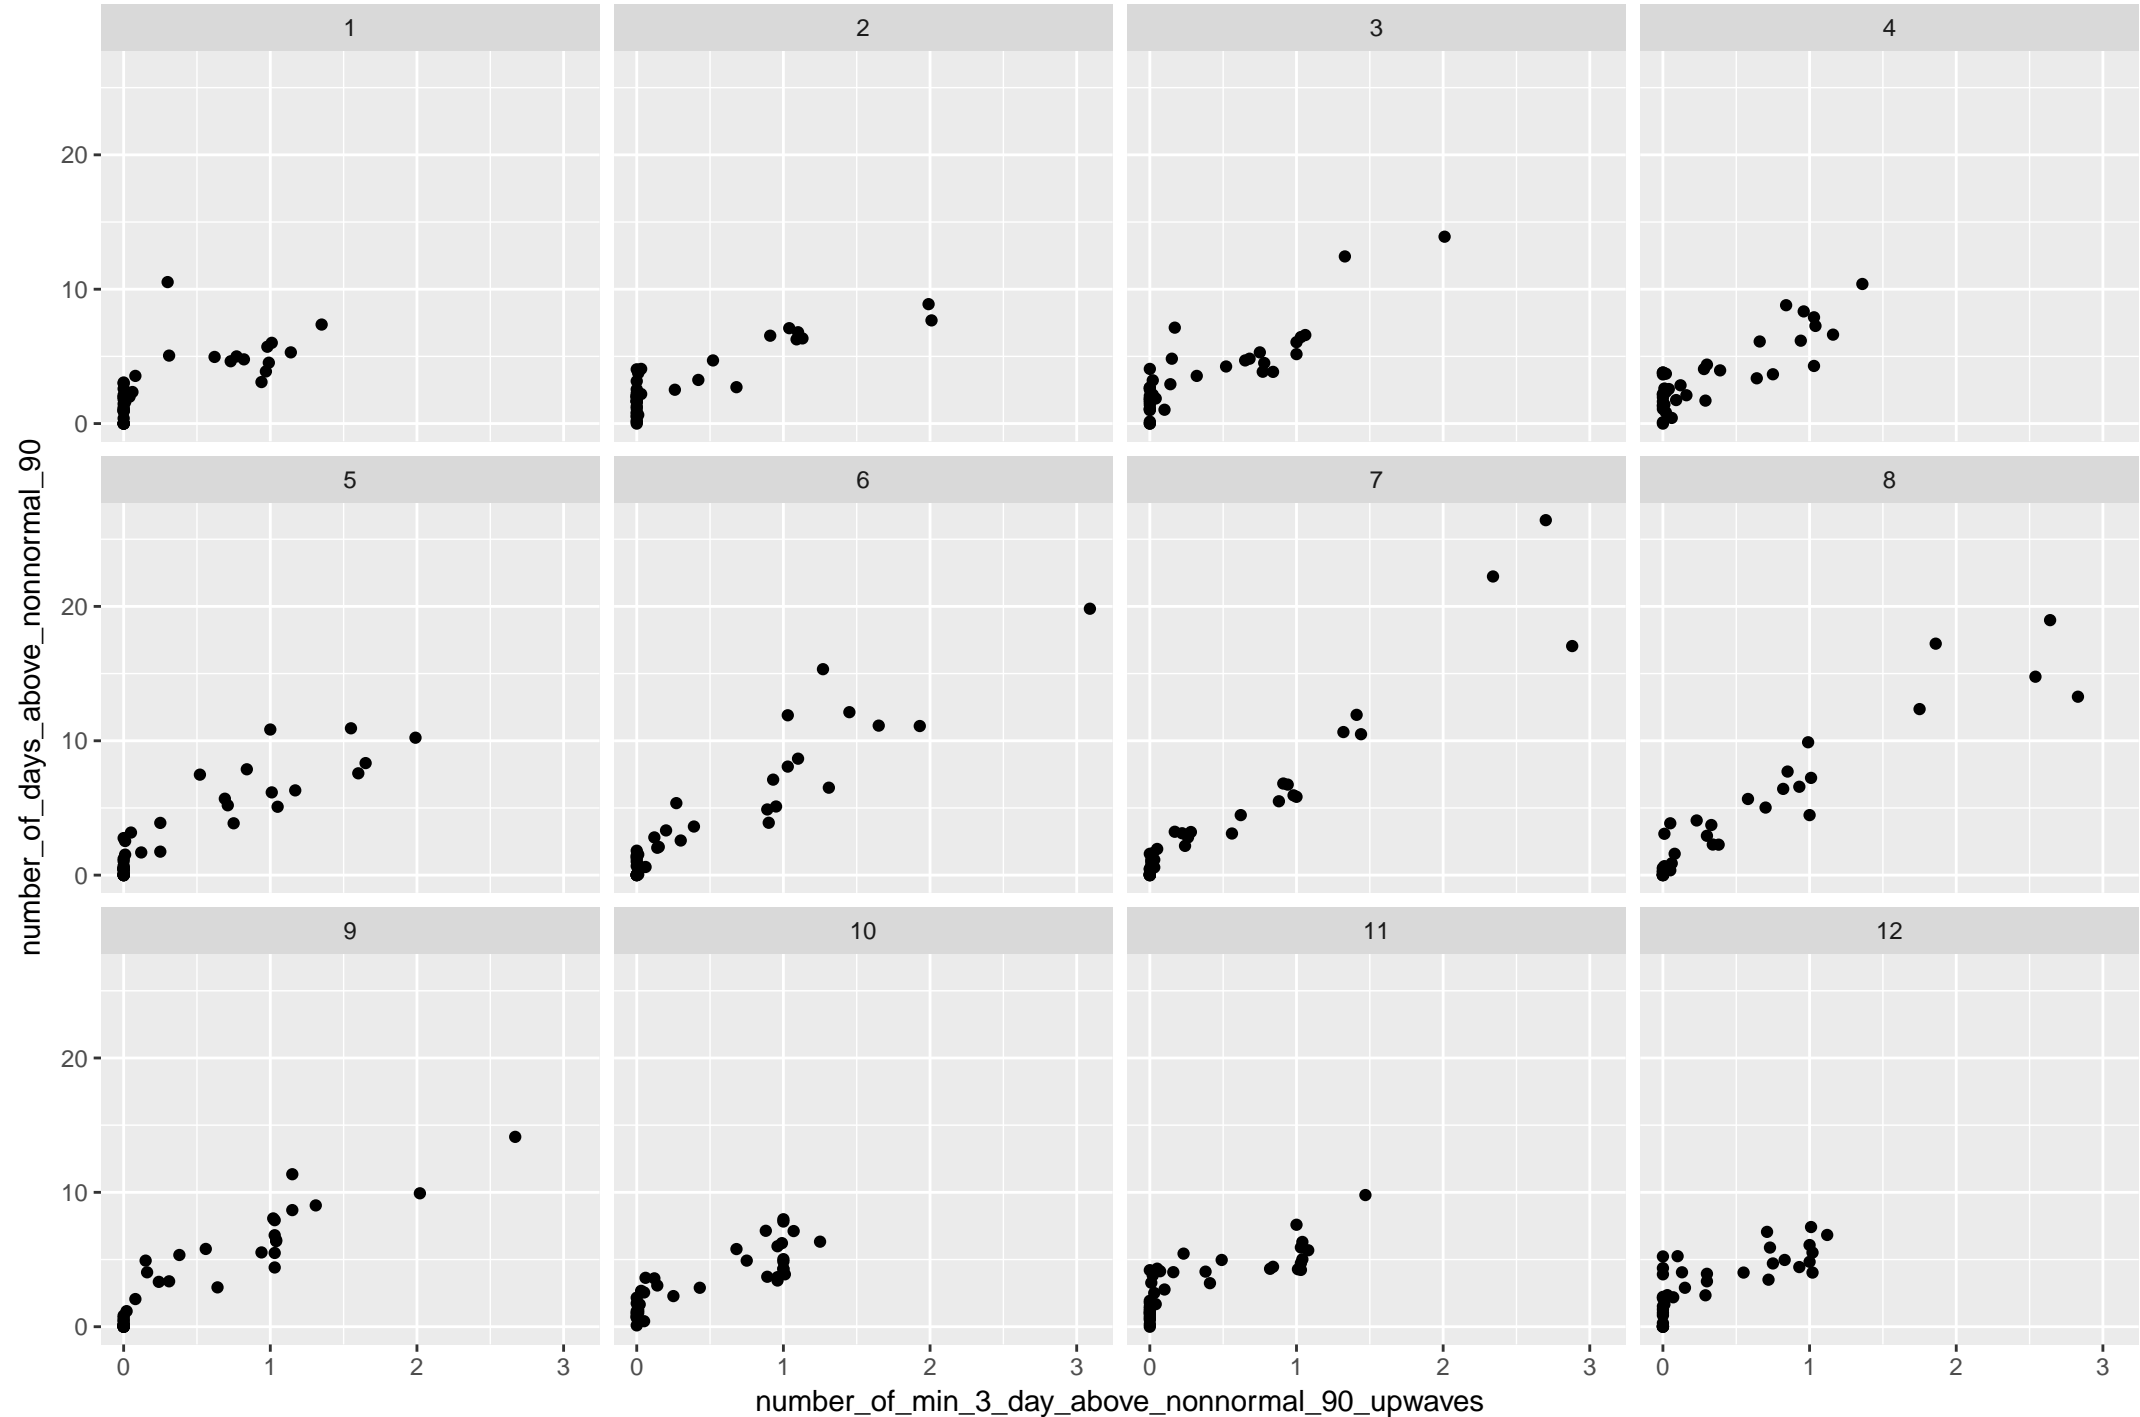 1 2 3 4
20
10
0
number_of_days_above_nonnormal_90
5 6 7 8
20
10
0
9 10 11 12
20
10
0
0 1 2 3 0 1 2 3 0 1 2 3 0 1 2 3
number_of_min_3_day_above_nonnormal_90_upwaves